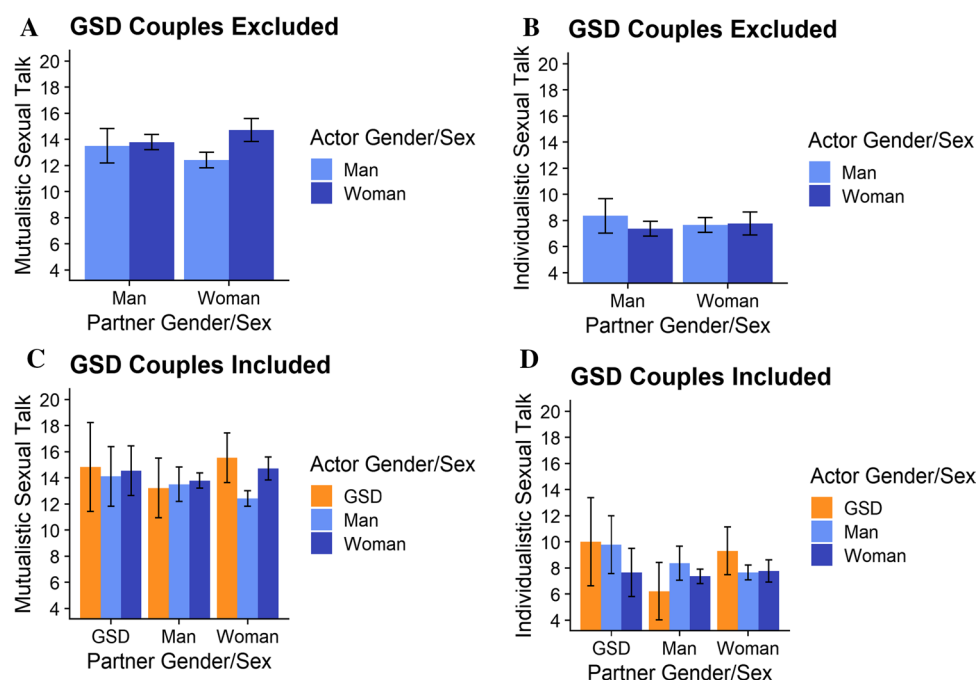 A
GSD Couples Excluded
Mutualistic Sexual Talk
20
18
16
14
12
10
8
6
4
Man
Woman
Partner Gender/Sex
Actor Gender/Sex
Man
Woman
B
GSD Couples Excluded
Individualistic Sexual Talk
20
18
16
14
12
10
8
6
4
Man
Woman
Partner Gender/Sex
Actor Gender/Sex
Man
Woman
C
GSD Couples Included
Mutualistic Sexual Talk
20
18
16
14
12
10
8
6
4
GSD
Man
Woman
Partner Gender/Sex
Actor Gender/Sex
GSD
Man
Woman
D
GSD Couples Included
Individualistic Sexual Talk
20
18
16
14
12
10
8
6
4
GSD
Man
Woman
Partner Gender/Sex
Actor Gender/Sex
GSD
Man
Woman